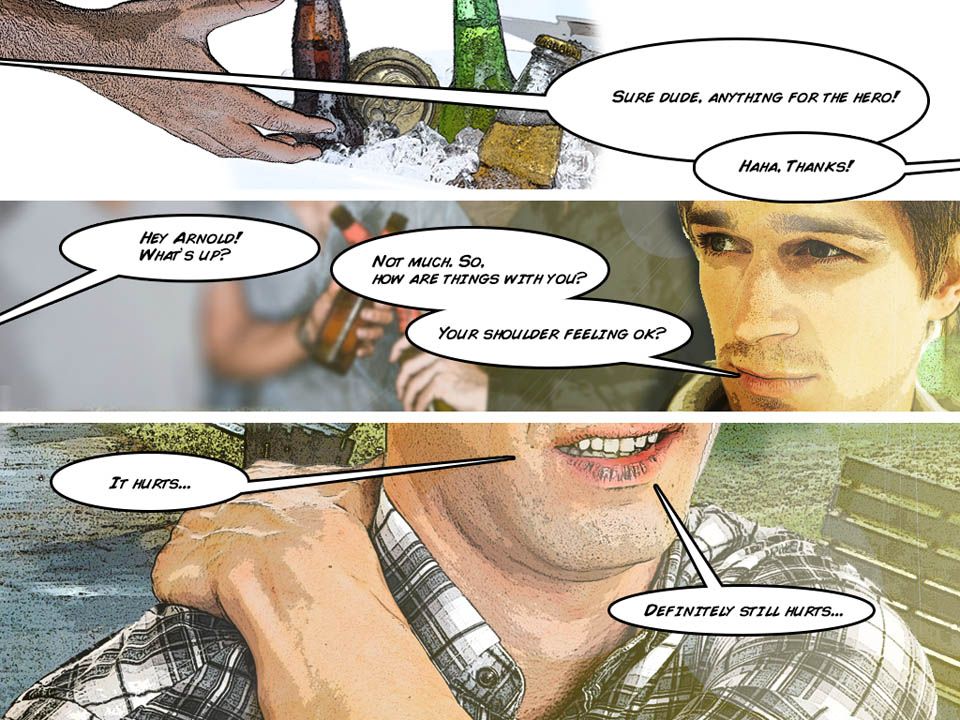 Sure dude, anything for the hero!
Haha, Thanks!
Hey Arnold!
What's up?
Not much. So,
how are things with you?
Your shoulder feeling ok?
It hurts...
Definitely still hurts...